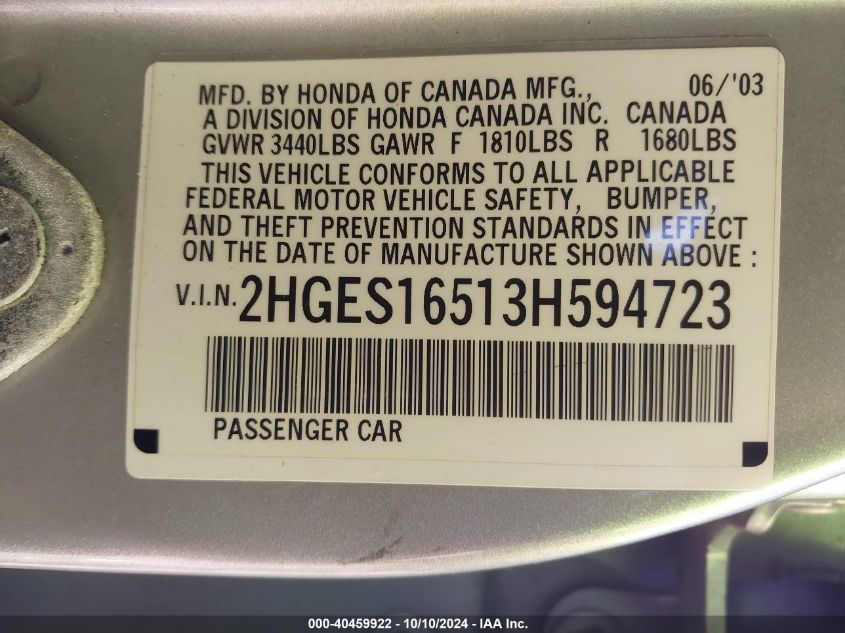 MFD. BY HONDA OF CANADA MFG., 06/'03
A DIVISION OF HONDA CANADA INC. CANADA
GVWR 3440LBS GAWR F 1810LBS R 1680LBS
THIS VEHICLE CONFORMS TO ALL APPLICABLE
FEDERAL MOTOR VEHICLE SAFETY, BUMPER,
AND THEFT PREVENTION STANDARDS IN EFFECT
ON THE DATE OF MANUFACTURE SHOWN ABOVE :
V.I.N. 2HGES16513H594723
PASSENGER CAR
000-40459922 - 10/10/2024 - IAA Inc.